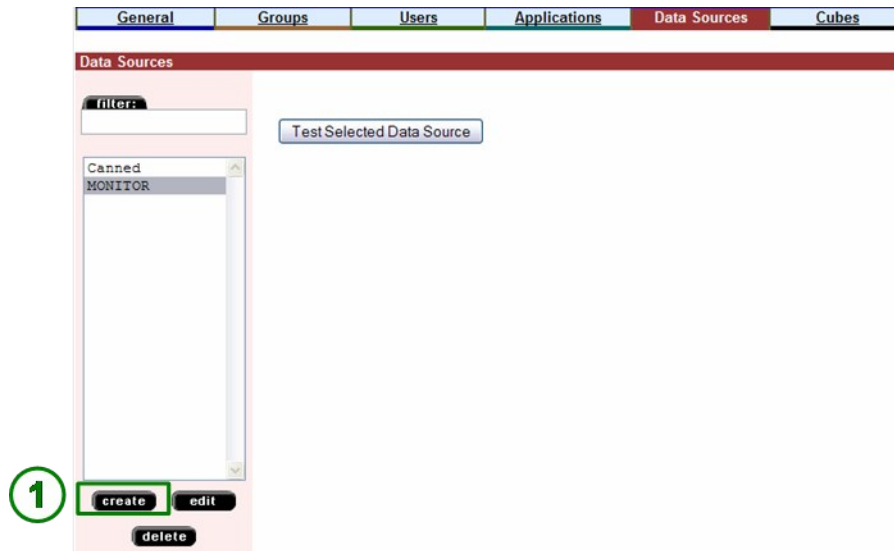 General Groups Users Applications Data Sources Cubes
Data Sources
filter:
Test Selected Data Source
Canned
MONITOR
1
create edit
delete